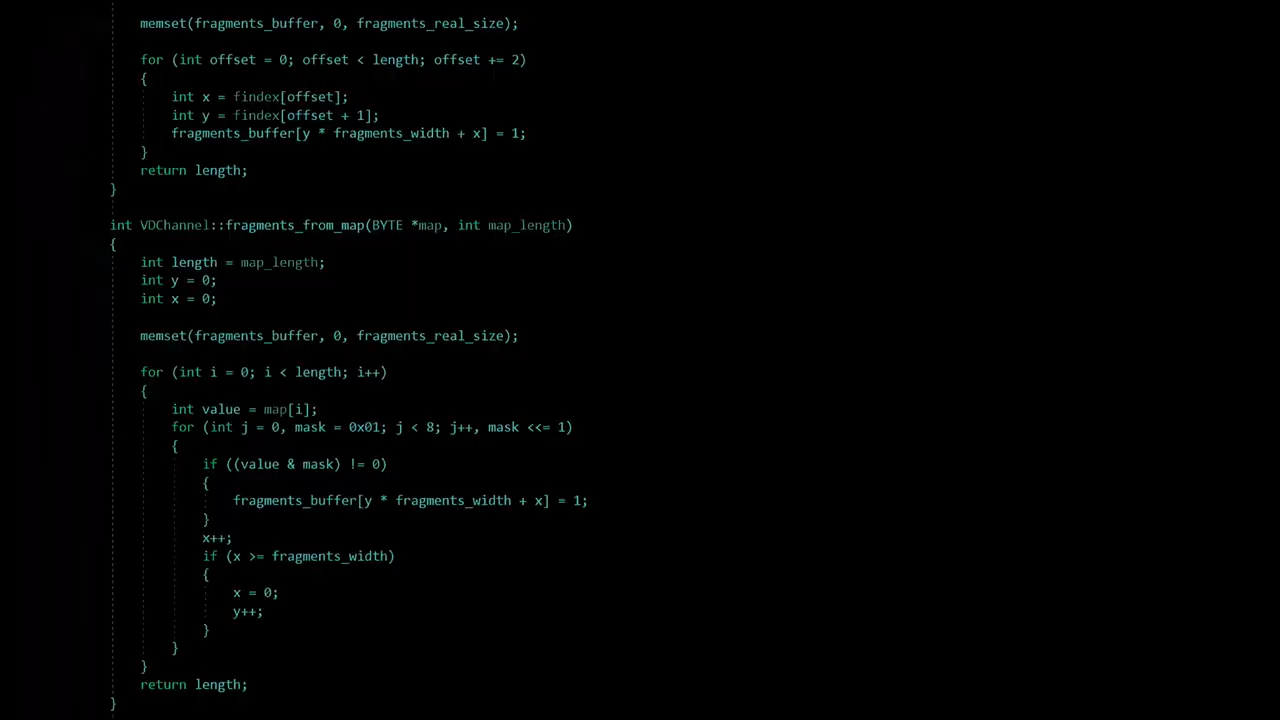 memset(fragments_buffer, 0, fragments_real_size);
for (int offset = 0; offset < length; offset += 2)
{
int x = findex[offset];
int y = findex[offset + 1];
fragments_buffer[y * fragments_width + x] = 1;
}
return length;
}
int VDChannel::fragments_from_map(BYTE *map, int map_length)
{
int length = map_length;
int y = 0;
int x = 0;
memset(fragments_buffer, 0, fragments_real_size);
for (int i = 0; i < length; i++)
{
int value = map[i];
for (int j = 0, mask = 0x01; j < 8; j++, mask <<= 1)
{
if ((value & mask) != 0)
{
fragments_buffer[y * fragments_width + x] = 1;
}
x++;
if (x >= fragments_width)
{
x = 0;
y++;
}
}
}
return length;
}